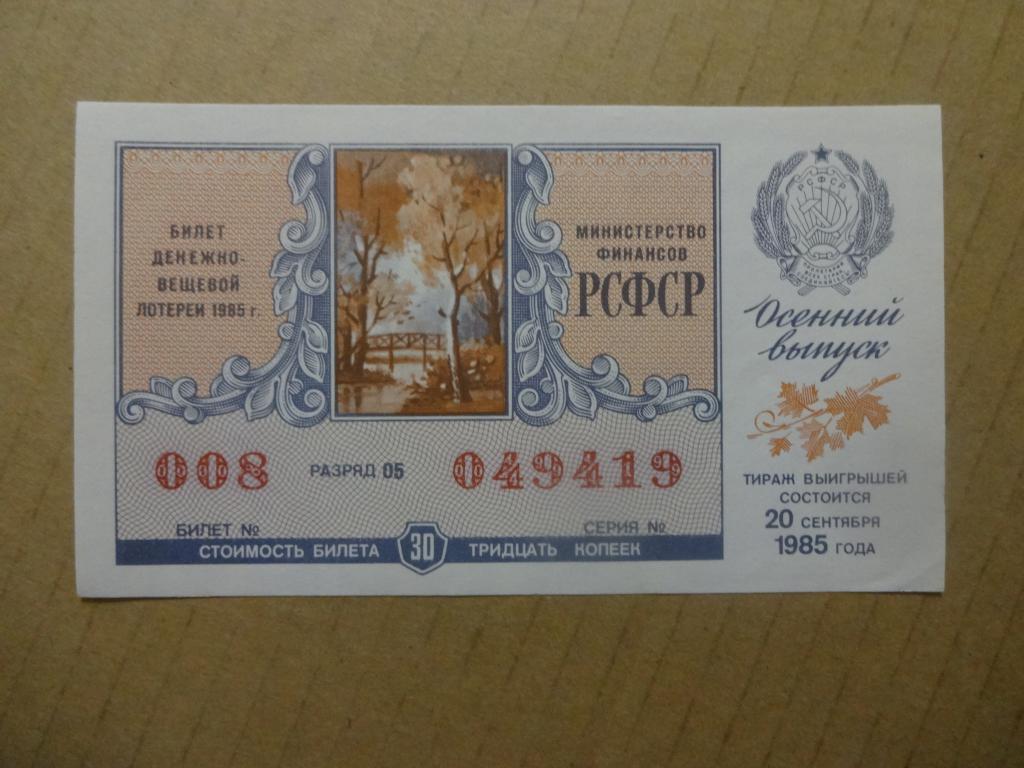 БИЛЕТ
ДЕНЕЖНО-
ВЕЩЕВОЙ
ЛОТЕРЕИ 1985 г.
МИНИСТЕРСТВО
ФИНАНСОВ
РСФСР
008 РАЗРЯД 05 049419
БИЛЕТ № СЕРИЯ №
СТОИМОСТЬ БИЛЕТА 30 ТРИДЦАТЬ КОПЕЕК
РСФСР
Осенний
выпуск
ТИРАЖ ВЫИГРЫШЕЙ
СОСТОИТСЯ
20 СЕНТЯБРЯ
1985 ГОДА